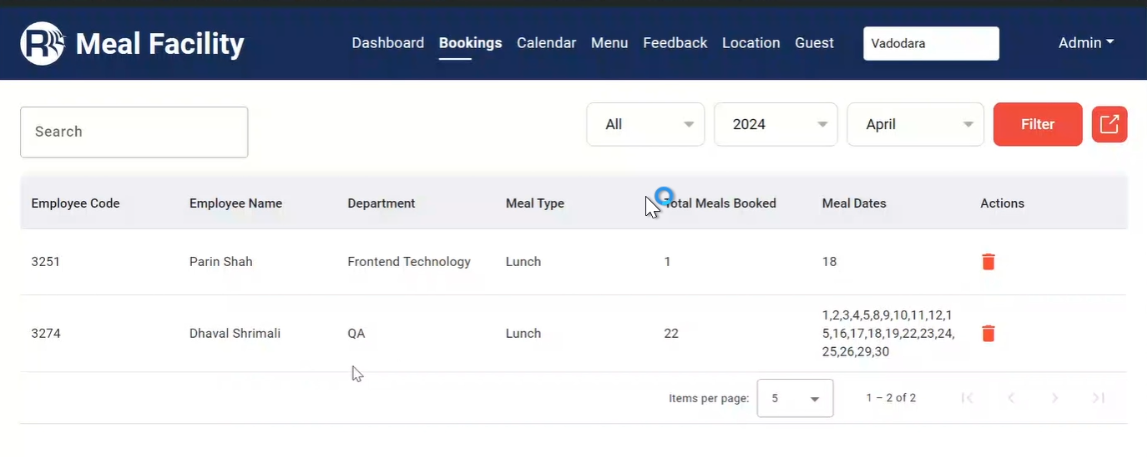 R Meal Facility
Dashboard Bookings Calendar Menu Feedback Location Guest Vadodara Admin
Search All 2024 April Filter
Employee Code Employee Name Department Meal Type Total Meals Booked Meal Dates Actions
3251 Parin Shah Frontend Technology Lunch 1 18
3274 Dhaval Shrimali QA Lunch 22 1,2,3,4,5,8,9,10,11,12,1
5,16,17,18,19,22,23,24,
25,26,29,30
Items per page: 5 1 – 2 of 2